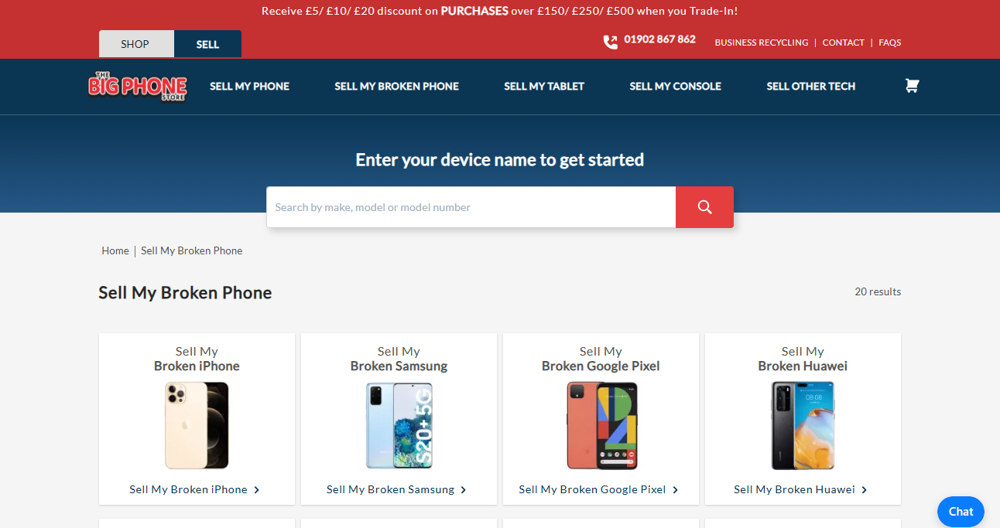 Receive £5/ £10/ £20 discount on PURCHASES over £150/ £250/ £500 when you Trade-In!
SHOP
SELL
01902 867 862
BUSINESS RECYCLING | CONTACT | FAQS
THE
BIG PHONE
STORE
SELL MY PHONE
SELL MY BROKEN PHONE
SELL MY TABLET
SELL MY CONSOLE
SELL OTHER TECH
Enter your device name to get started
Search by make, model or model number
Home | Sell My Broken Phone
Sell My Broken Phone
20 results
Sell My
Broken iPhone
Sell My Broken iPhone
Sell My
Broken Samsung
S20+ 5G
Sell My Broken Samsung
Sell My
Broken Google Pixel
Sell My Broken Google Pixel
Sell My
Broken Huawei
08:08
Sell My Broken Huawei
Chat